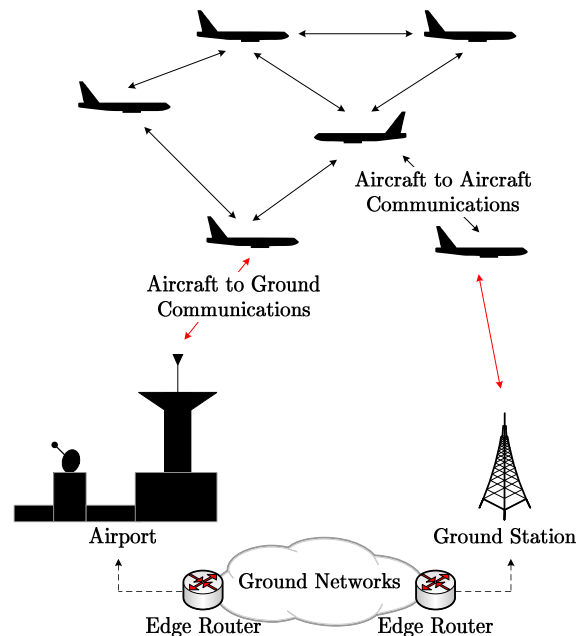 Aircraft to Aircraft
Communications
Aircraft to Ground
Communications
Airport
Ground Station
Ground Networks
Edge Router
Edge Router